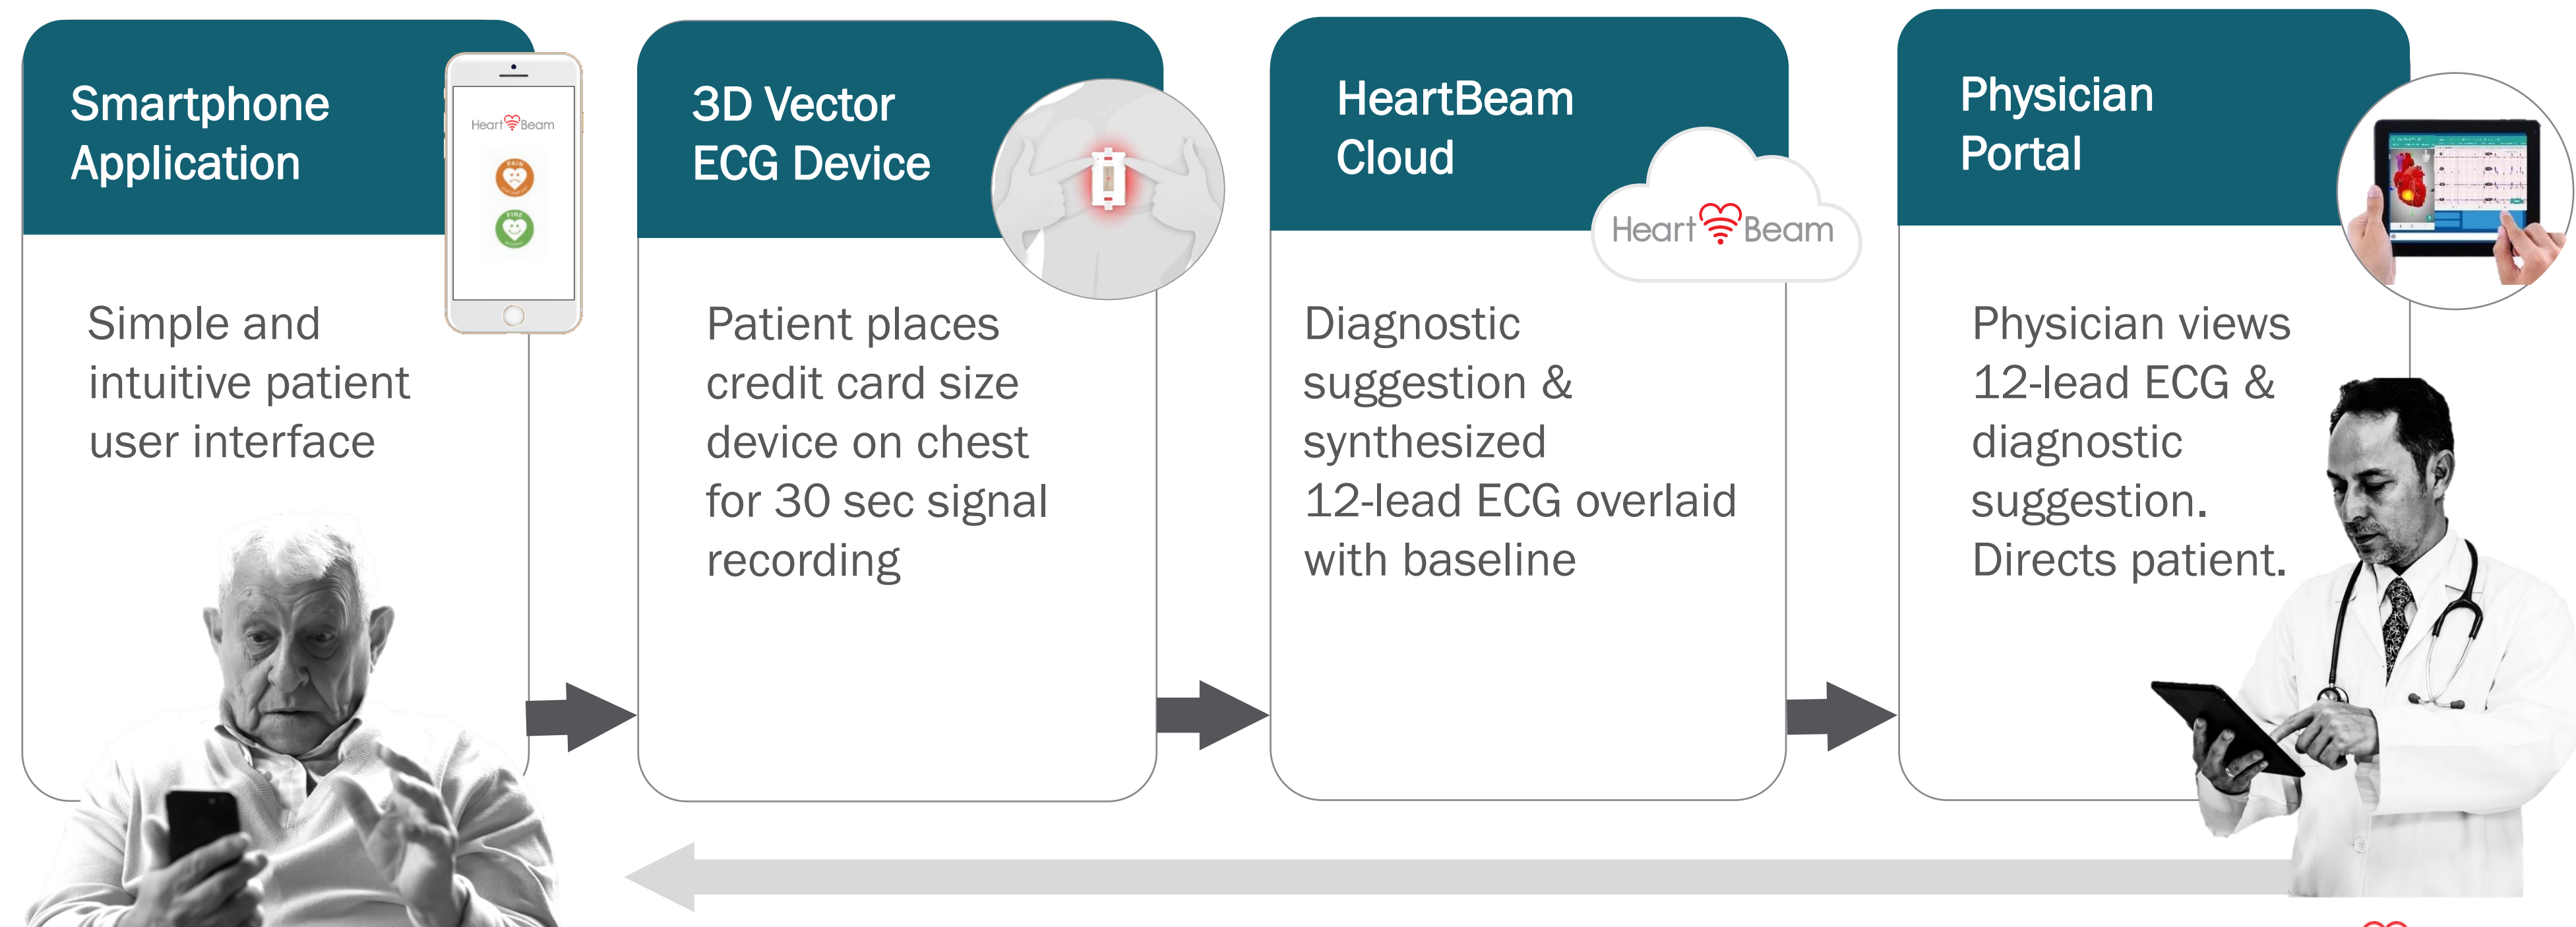 Smartphone
Application
Heart Beam
PAIN
FINE
Simple and
intuitive patient
user interface
3D Vector
ECG Device
Patient places
credit card size
device on chest
for 30 sec signal
recording
HeartBeam
Cloud
Heart Beam
Diagnostic
suggestion &
synthesized
12-lead ECG overlaid
with baseline
Physician
Portal
Physician views
12-lead ECG &
diagnostic
suggestion.
Directs patient.